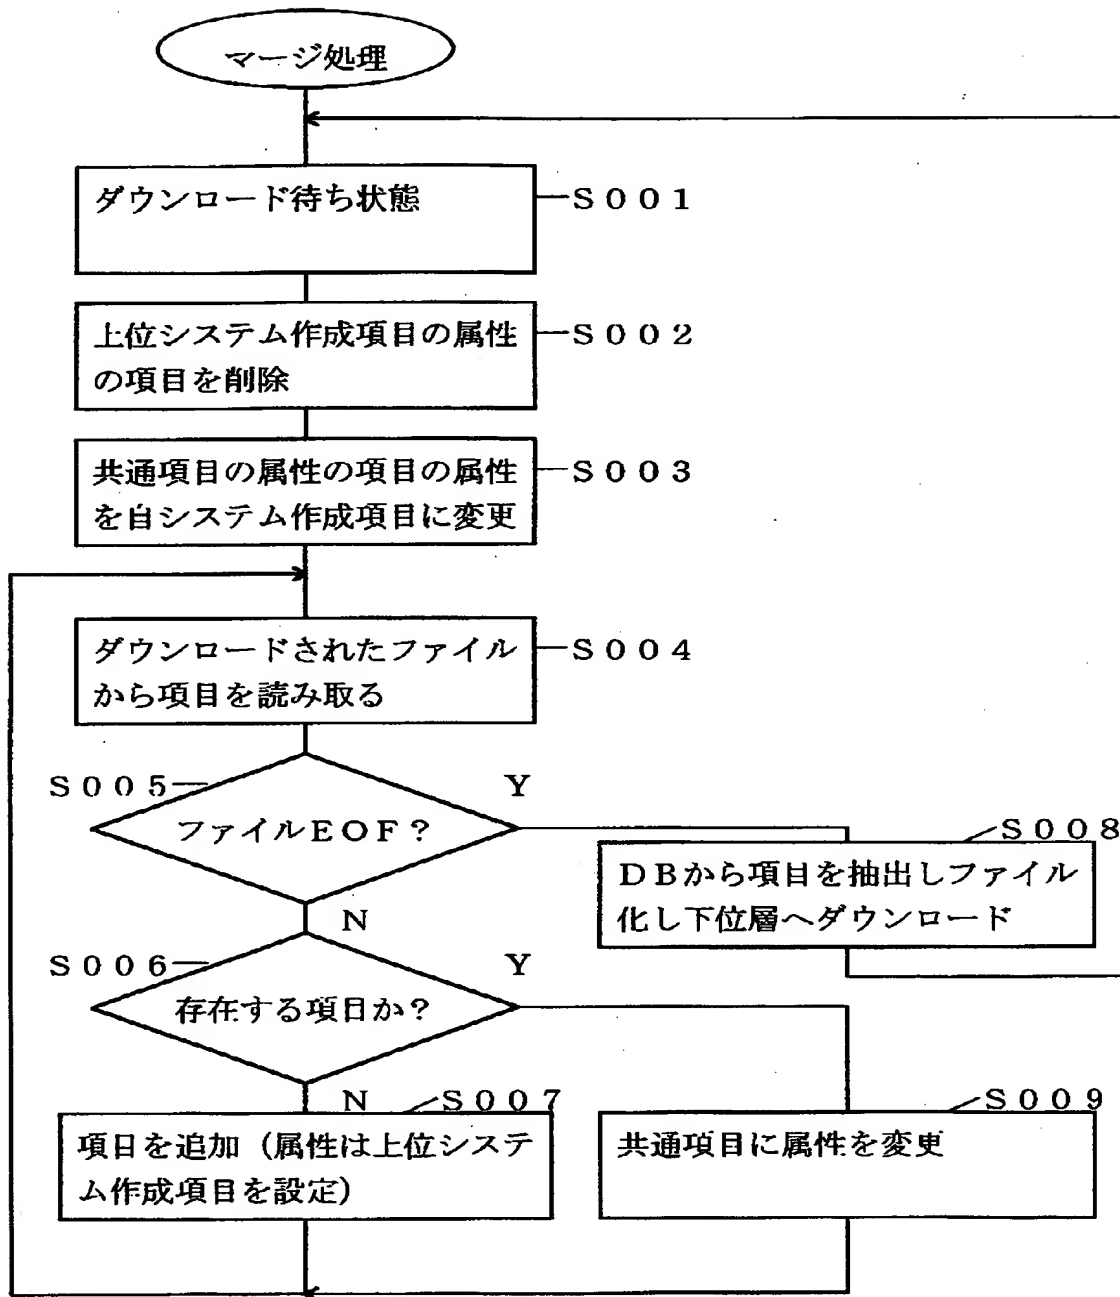 マージ処理
ダウンロード待ち状態
S001
上位システム作成項目の属性
の項目を削除
S002
共通項目の属性の項目の属性
を自システム作成項目に変更
S003
ダウンロードされたファイル
から項目を読み取る
S004
S005
Y
ファイルEOF?
N
S008
DBから項目を抽出しファイル
化し下位層へダウンロード
S006
Y
存在する項目か?
N
S007
項目を追加（属性は上位システ
ム作成項目を設定）
S009
共通項目に属性を変更